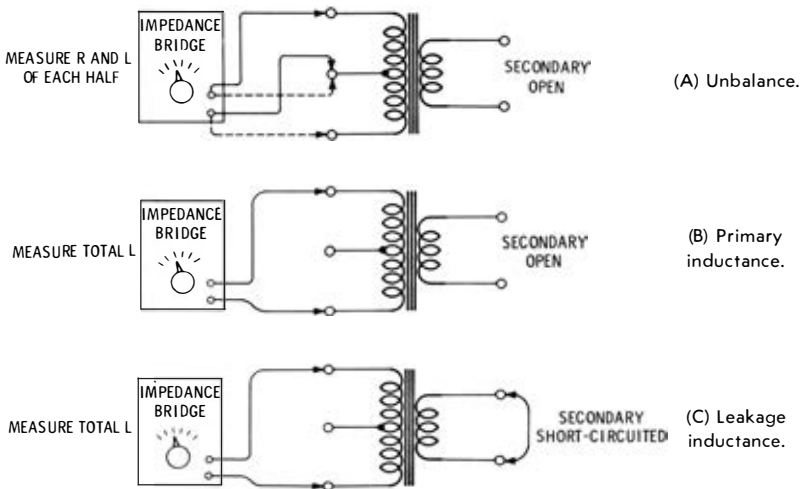 IMPEDANCE
BRIDGE
MEASURE R AND L
OF EACH HALF
SECONDARY
OPEN
(A) Unbalance.
IMPEDANCE
BRIDGE
MEASURE TOTAL L
SECONDARY
OPEN
(B) Primary
inductance.
IMPEDANCE
BRIDGE
MEASURE TOTAL L
SECONDARY
SHORT-CIRCUITED
(C) Leakage
inductance.